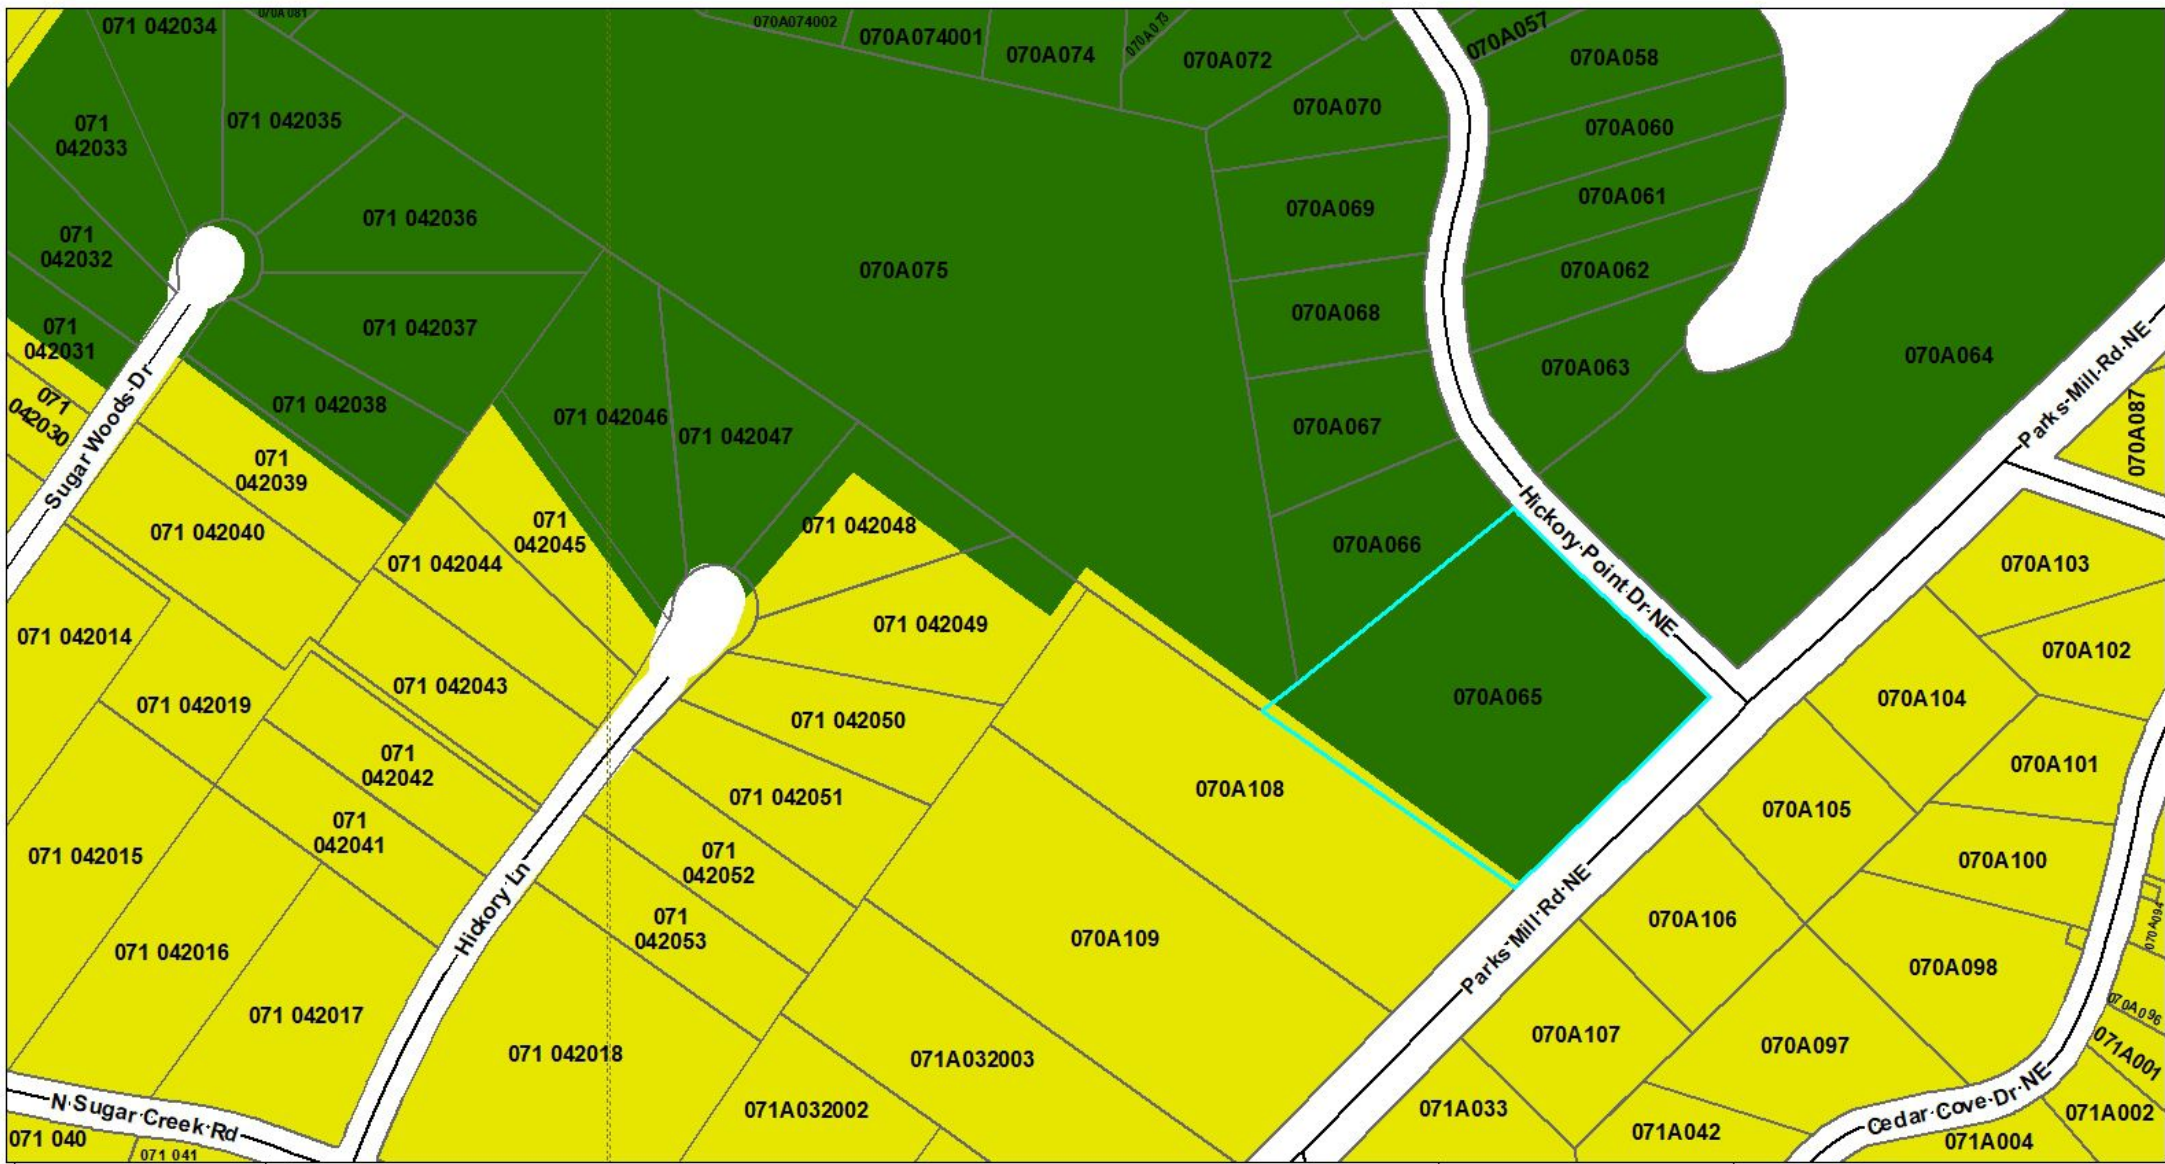 071 042034
070A081
070A074002
070A074001
070A074
070A073
070A072
070A057
070A058
071
042033
071 042035
070A070
070A060
071 042036
070A069
070A061
071
042032
070A075
070A062
071
042031
071 042037
070A068
070A063
070A064
Parks Mill Rd NE
070A087
071
042030
Sugar Woods Dr
071 042038
071 042046
071 042047
070A067
071
042039
071 042040
071
042045
071 042048
070A066
Hickory Point Dr NE
071 042044
070A103
071 042014
071 042049
070A102
071 042019
071 042043
071 042050
070A065
070A104
071
042042
071 042051
070A108
070A105
070A101
071
042041
071 042015
071
042052
070A100
Hickory Ln
071
042053
070A109
Parks Mill Rd NE
070A106
070A094
071 042016
070A098
071 042017
070A096
071 042018
071A032003
070A107
070A097
071A001
N Sugar Creek Rd
071A032002
071A033
071A042
Cedar Cove Dr NE
071A002
071 040
071 041
071A004